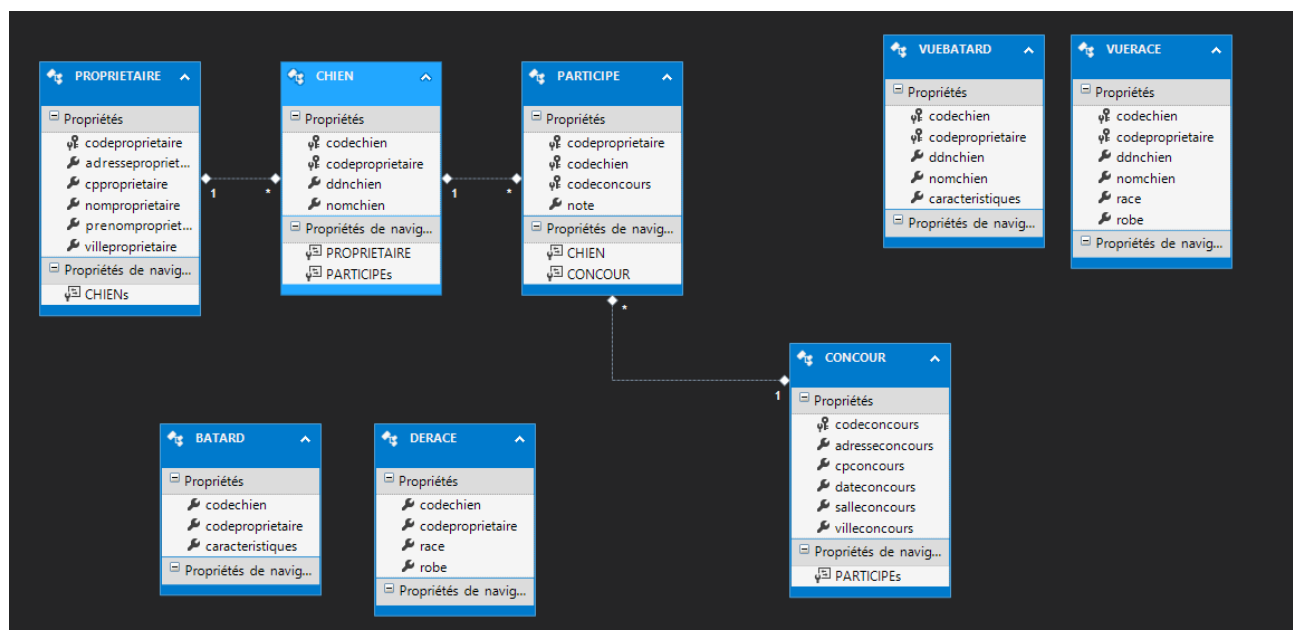 PROPRIETAIRE
Propriétés
codeproprietaire
adressepropriet...
cpproprietaire
nomproprietaire
prenompropriet...
villeproprietaire
Propriétés de navig...
CHIENs
1
*
CHIEN
Propriétés
codechien
codeproprietaire
ddnchien
nomchien
Propriétés de navig...
PROPRIETAIRE
PARTICIPEs
1
*
PARTICIPE
Propriétés
codeproprietaire
codechien
codeconcours
note
Propriétés de navig...
CHIEN
CONCOUR
*
1
VUEBATARD
Propriétés
codechien
codeproprietaire
ddnchien
nomchien
caracteristiques
Propriétés de navig...
VUERACE
Propriétés
codechien
codeproprietaire
ddnchien
nomchien
race
robe
Propriétés de navig...
BATARD
Propriétés
codechien
codeproprietaire
caracteristiques
Propriétés de navig...
DERACE
Propriétés
codechien
codeproprietaire
race
robe
Propriétés de navig...
CONCOUR
Propriétés
codeconcours
adresseconcours
cpconcours
dateconcours
salleconcours
villeconcours
Propriétés de navig...
PARTICIPEs